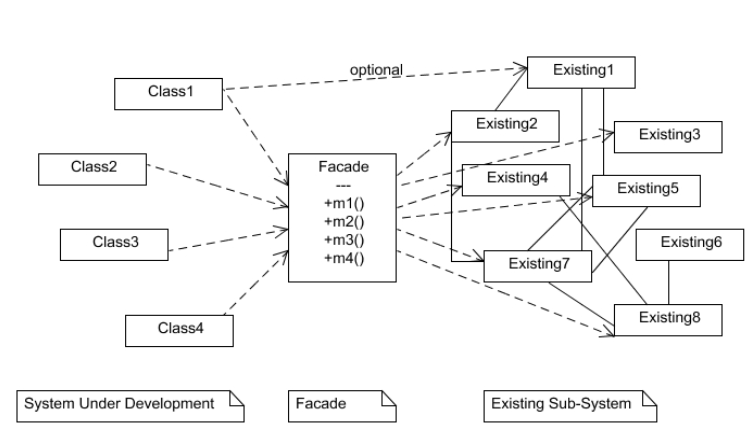 optional
Existing1
Class1
Existing2
Existing3
Class2
Facade
---
+m1()
+m2()
+m3()
+m4()
Existing4
Existing5
Class3
Existing6
Existing7
Class4
Existing8
System Under Development
Facade
Existing Sub-System